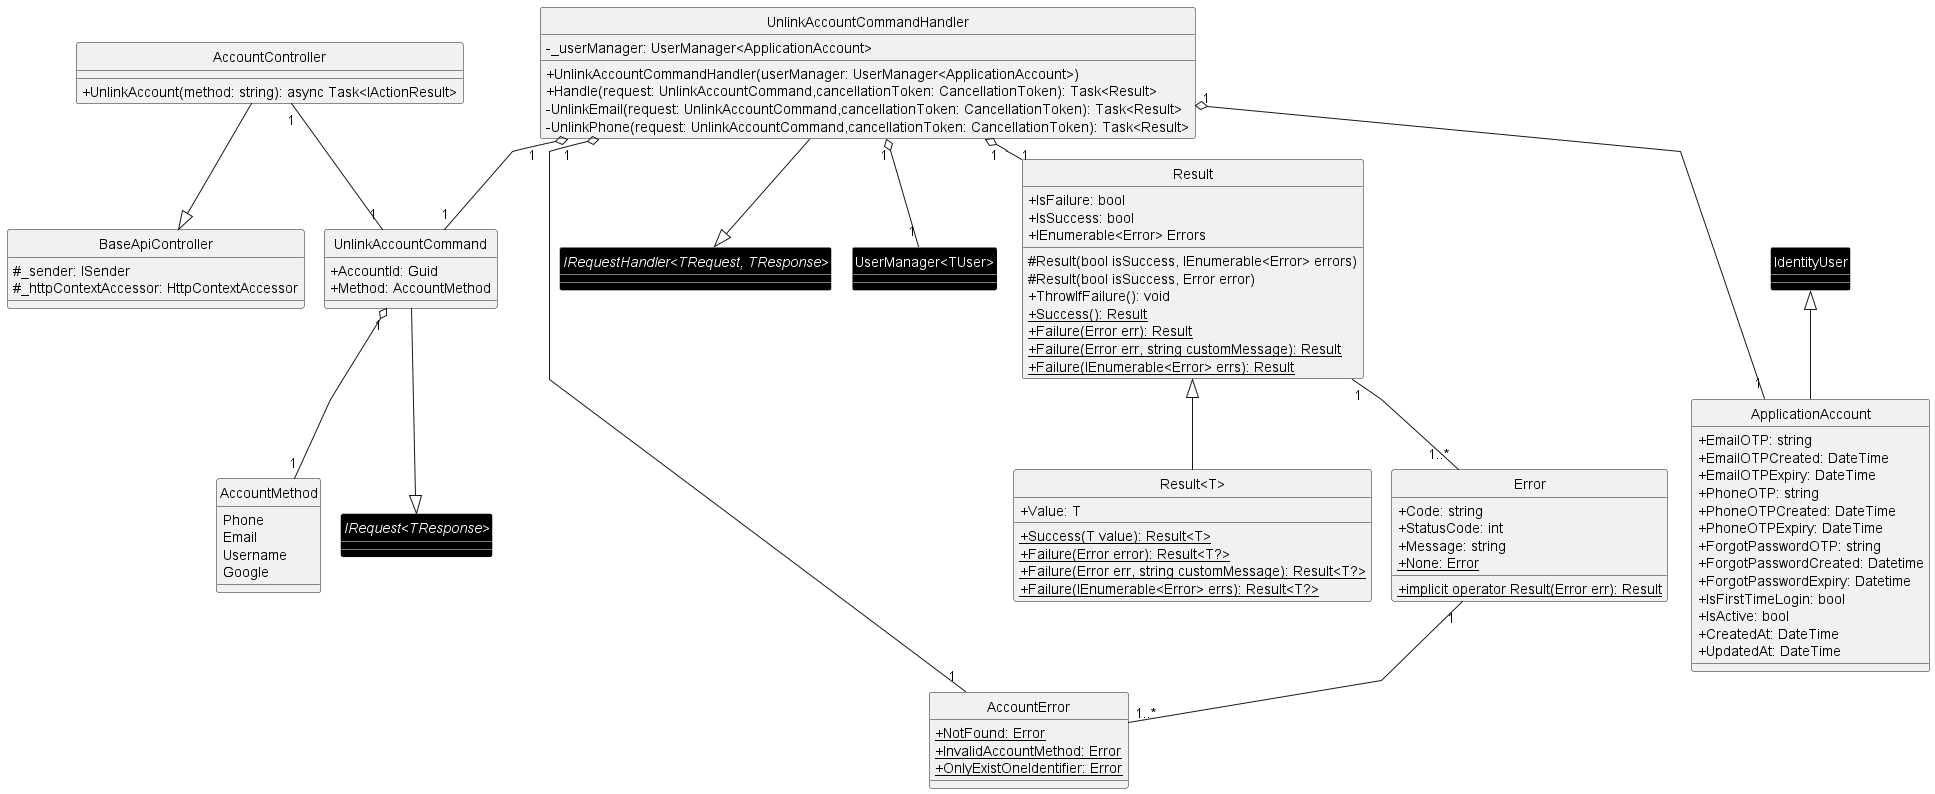 UnlinkAccountCommandHandler
-_userManager: UserManager<ApplicationAccount>
+UnlinkAccountCommandHandler(userManager: UserManager<ApplicationAccount>)
+Handle(request: UnlinkAccountCommand,cancellationToken: CancellationToken): Task<Result>
-UnlinkEmail(request: UnlinkAccountCommand,cancellationToken: CancellationToken): Task<Result>
-UnlinkPhone(request: UnlinkAccountCommand,cancellationToken: CancellationToken): Task<Result>
AccountController
+UnlinkAccount(method: string): async Task<IActionResult>
1
1
1
1
1
1
1
1
1
1
BaseApiController
#_sender: ISender
#_httpContextAccessor: HttpContextAccessor
UnlinkAccountCommand
+AccountId: Guid
+Method: AccountMethod
IRequestHandler<TRequest, TResponse>
UserManager<TUser>
Result
+IsFailure: bool
+IsSuccess: bool
+IEnumerable<Error> Errors
#Result(bool isSuccess, IEnumerable<Error> errors)
#Result(bool isSuccess, Error error)
+ThrowIfFailure(): void
+Success(): Result
+Failure(Error err): Result
+Failure(Error err, string customMessage): Result
+Failure(IEnumerable<Error> errs): Result
IdentityUser
1
1
1
1
1..*
AccountMethod
Phone
Email
Username
Google
IRequest<TResponse>
Result<T>
+Value: T
+Success(T value): Result<T>
+Failure(Error error): Result<T?>
+Failure(Error err, string customMessage): Result<T?>
+Failure(IEnumerable<Error> errs): Result<T?>
Error
+Code: string
+StatusCode: int
+Message: string
+None: Error
+implicit operator Result(Error err): Result
ApplicationAccount
+EmailOTP: string
+EmailOTPCreated: DateTime
+EmailOTPExpiry: DateTime
+PhoneOTP: string
+PhoneOTPCreated: DateTime
+PhoneOTPExpiry: DateTime
+ForgotPasswordOTP: string
+ForgotPasswordCreated: Datetime
+ForgotPasswordExpiry: Datetime
+IsFirstTimeLogin: bool
+IsActive: bool
+CreatedAt: DateTime
+UpdatedAt: DateTime
1
1
1..*
AccountError
+NotFound: Error
+InvalidAccountMethod: Error
+OnlyExistOneIdentifier: Error